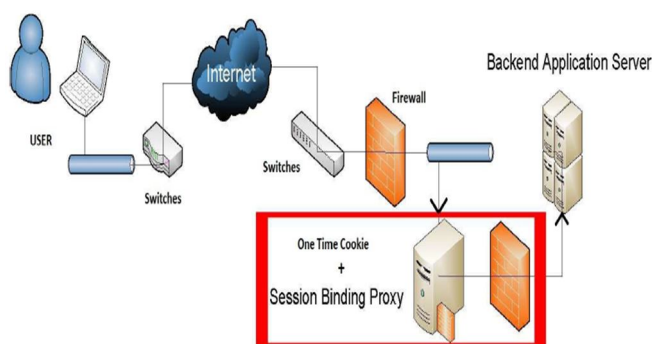 Internet
Backend Application Server
Firewall
USER
Switches
Switches
One Time Cookie
+
Session Binding Proxy